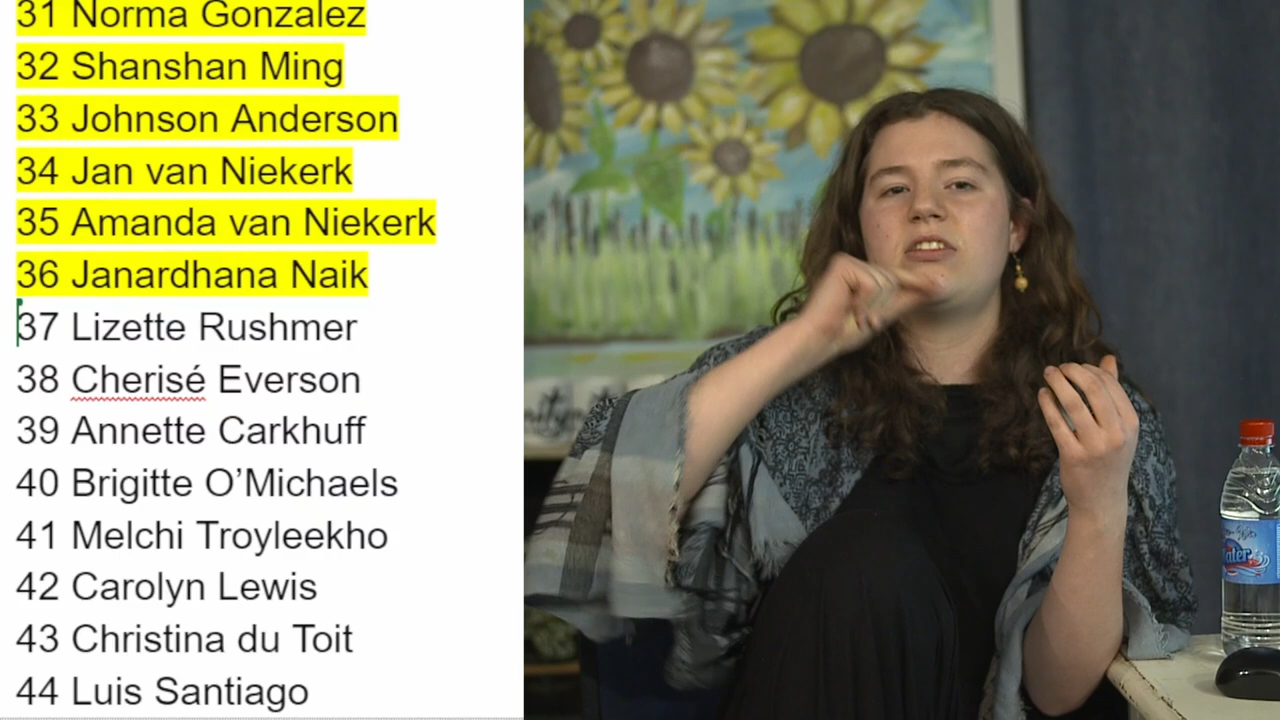 31 Norma Gonzalez
32 Shanshan Ming
33 Johnson Anderson
34 Jan van Niekerk
35 Amanda van Niekerk
36 Janardhana Naik
37 Lizette Rushmer
38 Cherisé Everson
39 Annette Carkhuff
40 Brigitte O’Michaels
41 Melchi Troyleekho
42 Carolyn Lewis
43 Christina du Toit
44 Luis Santiago